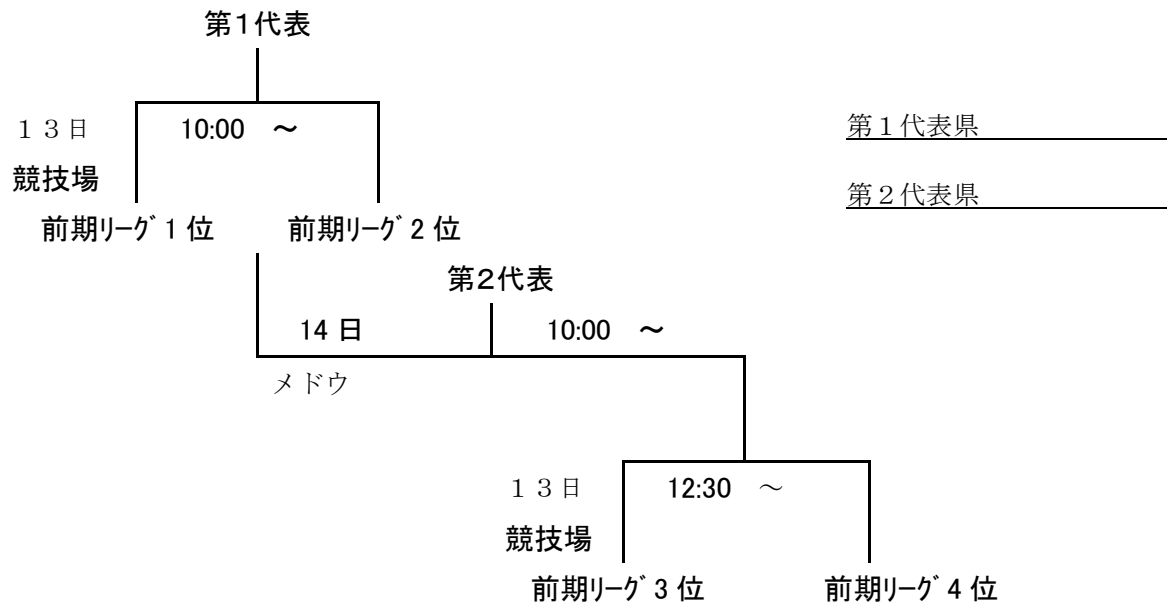 第１代表
１３日 10:00 ～
第１代表県
競技場
第２代表県
前期ﾘｰｸﾞ１位 前期ﾘｰｸﾞ２位
第２代表
14 日 10:00 ～
メドウ
１３日 12:30 ～
競技場
前期ﾘｰｸﾞ３位 前期ﾘｰｸﾞ４位